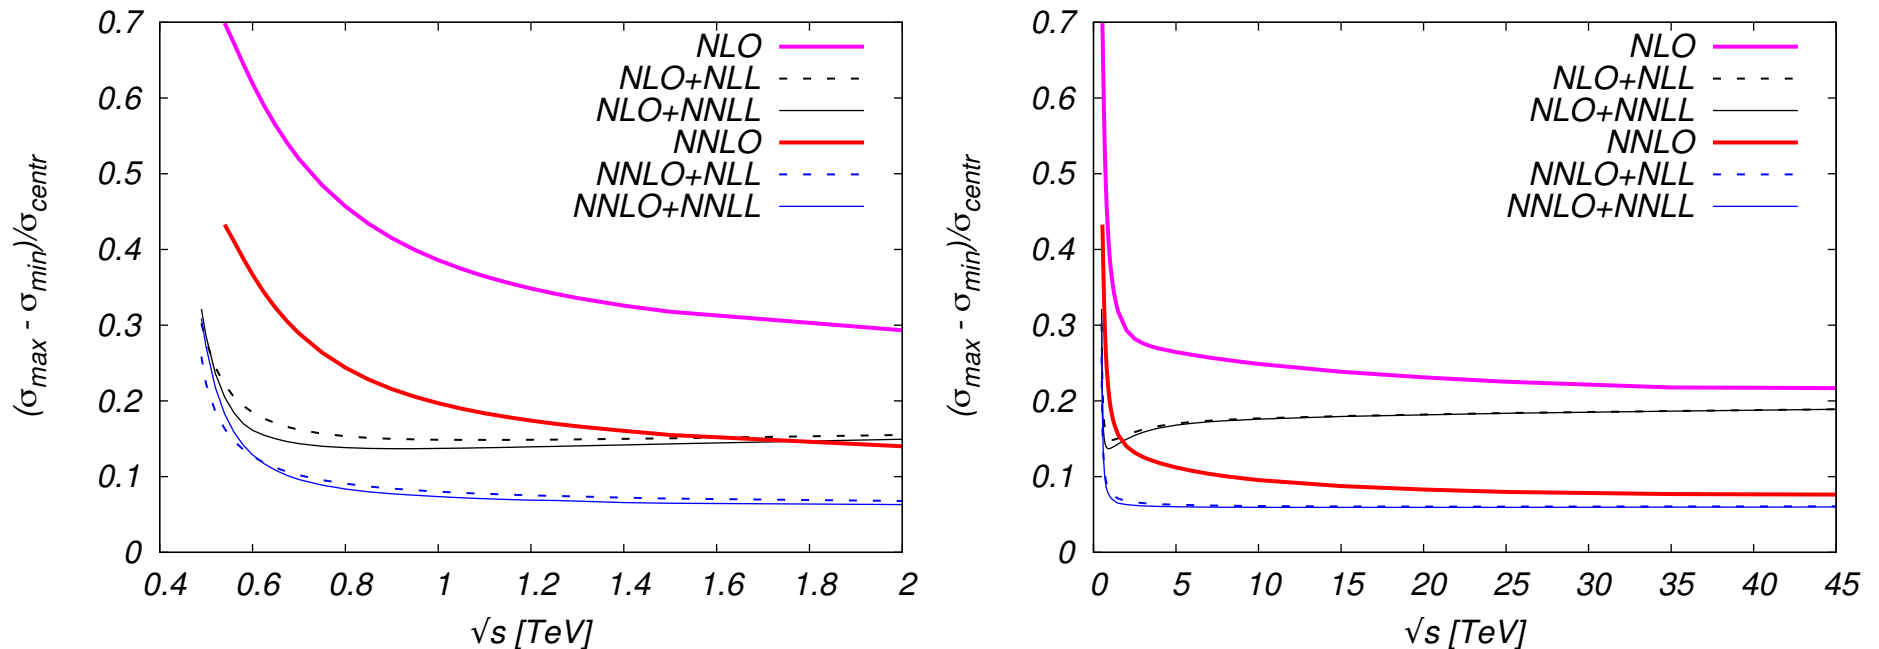 (σmax - σmin)/σcentr
0.7
0.6
0.5
0.4
0.3
0.2
0.1
0
NLO
NLO+NLL
NLO+NNLL
NNLO
NNLO+NLL
NNLO+NNLL
0.4 0.6 0.8 1 1.2 1.4 1.6 1.8 2
√s [TeV]
(σmax - σmin)/σcentr
0.7
0.6
0.5
0.4
0.3
0.2
0.1
0
NLO
NLO+NLL
NLO+NNLL
NNLO
NNLO+NLL
NNLO+NNLL
0 5 10 15 20 25 30 35 40 45
√s [TeV]